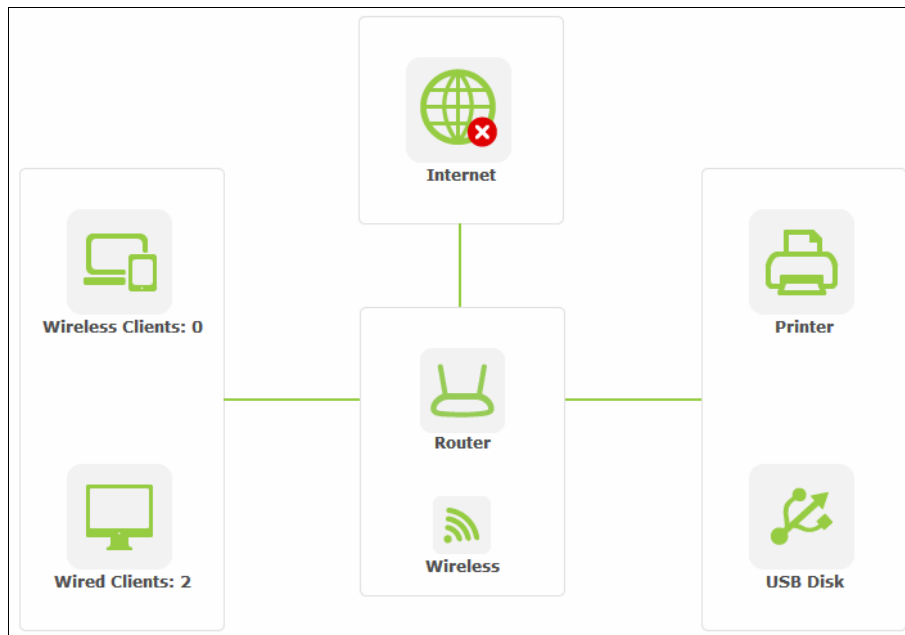 Internet
Wireless Clients: 0
Printer
Router
Wireless
Wired Clients: 2
USB Disk